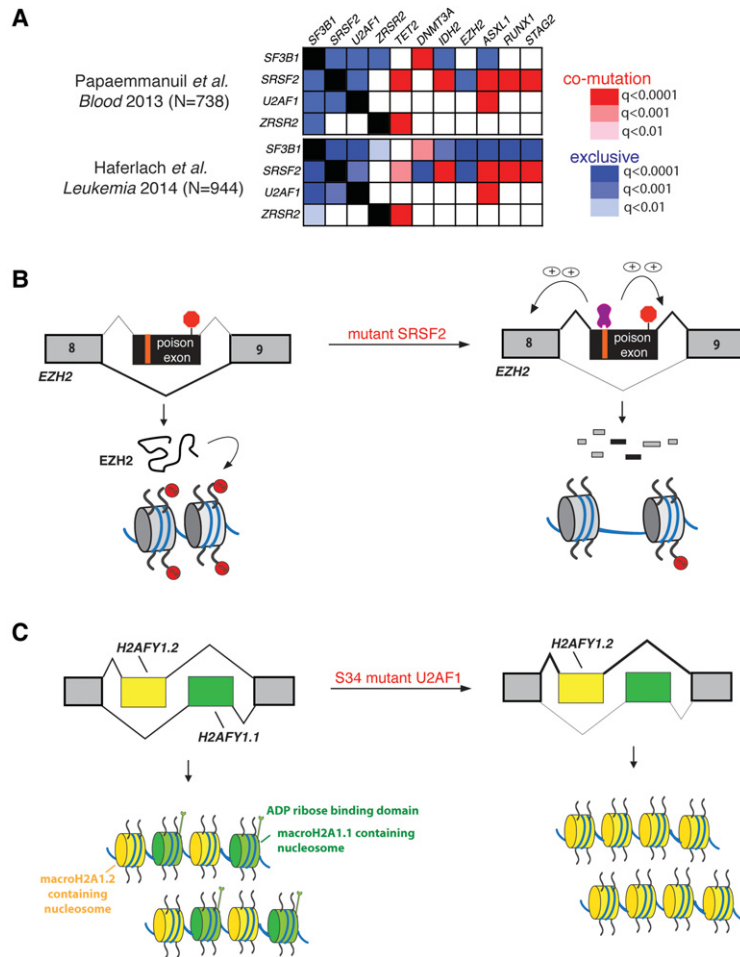 A
SF3B1
SRSF2
U2AF1
ZRSR2
TET2
DNMT3A
IDH2
EZH2
ASXL1
RUNX1
STAG2
Papaemmanuil et al.
Blood 2013 (N=738)
SF3B1
SRSF2
U2AF1
ZRSR2
Haferlach et al.
Leukemia 2014 (N=944)
SF3B1
SRSF2
U2AF1
ZRSR2
co-mutation
q<0.0001
q<0.001
q<0.01
exclusive
q<0.0001
q<0.001
q<0.01
B
8
poison
exon
9
EZH2
mutant SRSF2
+ +
+ +
8
poison
exon
9
EZH2
EZH2
C
H2AFY1.2
H2AFY1.1
S34 mutant U2AF1
H2AFY1.2
ADP ribose binding domain
macroH2A1.1 containing
nucleosome
macroH2A1.2
containing
nucleosome